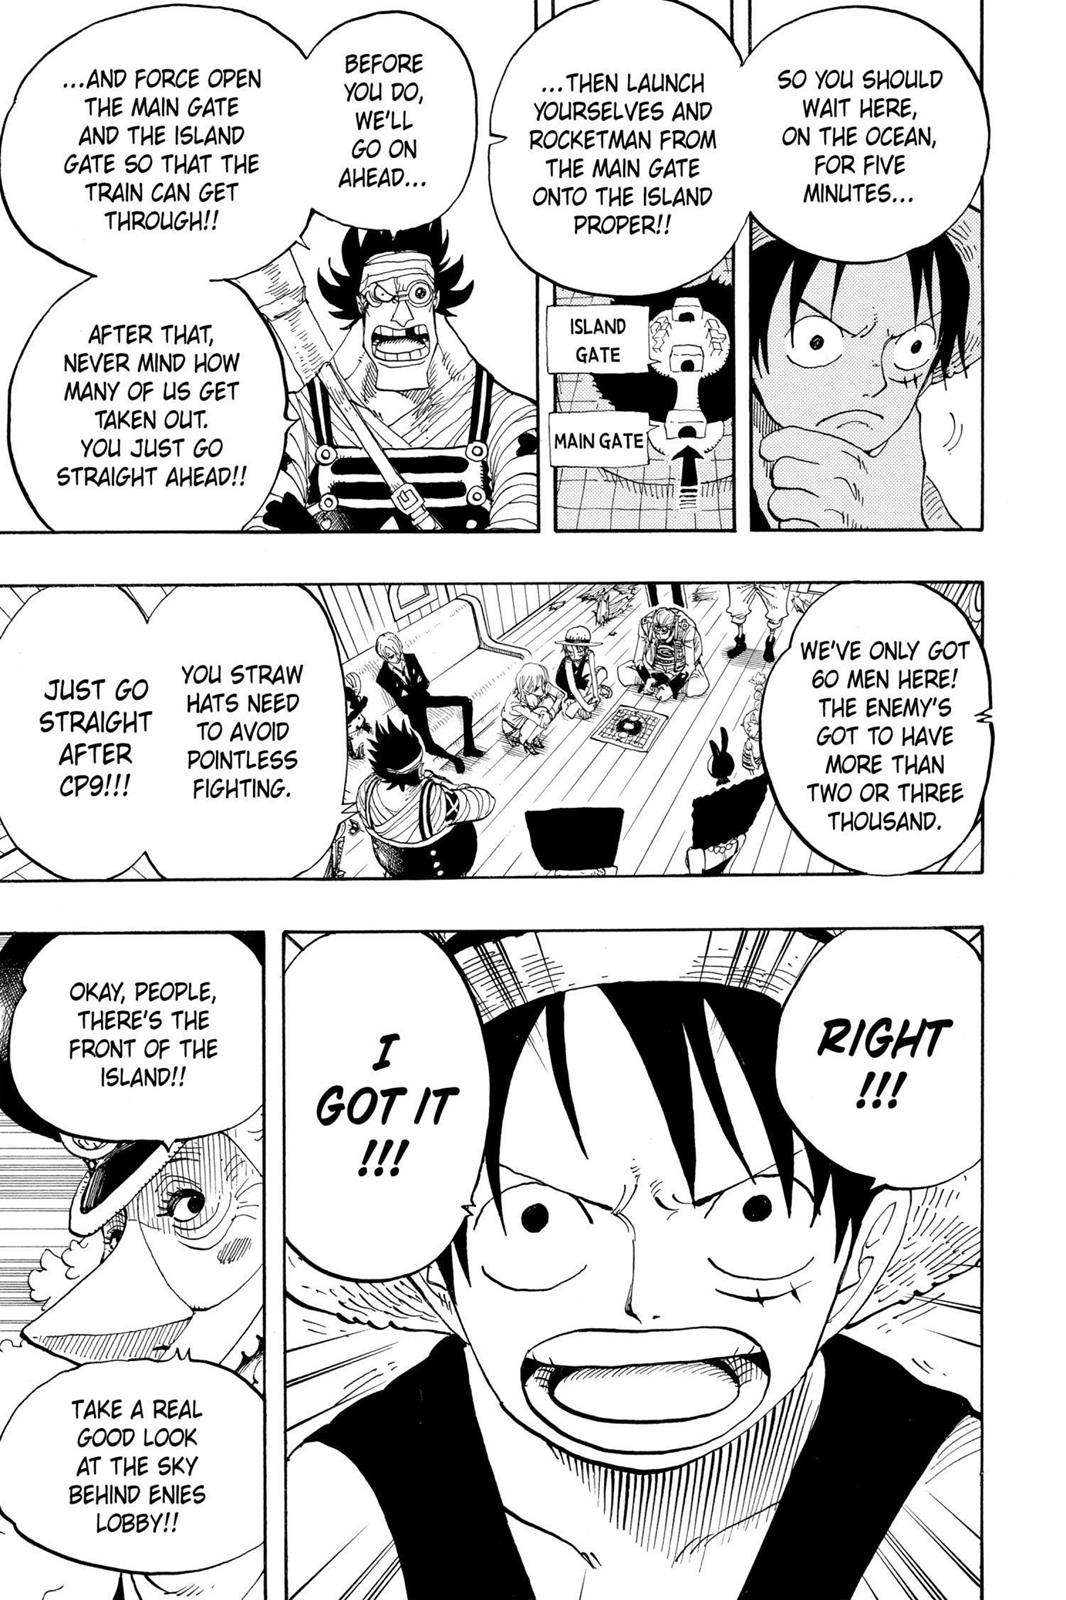 SO YOU SHOULD
WAIT HERE,
ON THE OCEAN,
FOR FIVE
MINUTES...
...THEN LAUNCH
YOURSELVES AND
ROCKETMAN FROM
THE MAIN GATE
ONTO THE ISLAND
PROPER!!
ISLAND
GATE
MAIN GATE
BEFORE
YOU DO,
WE'LL
GO ON
AHEAD...
...AND FORCE OPEN
THE MAIN GATE
AND THE ISLAND
GATE SO THAT THE
TRAIN CAN GET
THROUGH!!
AFTER THAT,
NEVER MIND HOW
MANY OF US GET
TAKEN OUT.
YOU JUST GO
STRAIGHT AHEAD!!
WE'VE ONLY GOT
60 MEN HERE!
THE ENEMY'S
GOT TO HAVE
MORE THAN
TWO OR THREE
THOUSAND.
YOU STRAW
HATS NEED
TO AVOID
POINTLESS
FIGHTING.
JUST GO
STRAIGHT
AFTER
CP9!!!
RIGHT
!!!
I
GOT IT
!!!
OKAY, PEOPLE,
THERE'S THE
FRONT OF THE
ISLAND!!
TAKE A REAL
GOOD LOOK
AT THE SKY
BEHIND ENIES
LOBBY!!